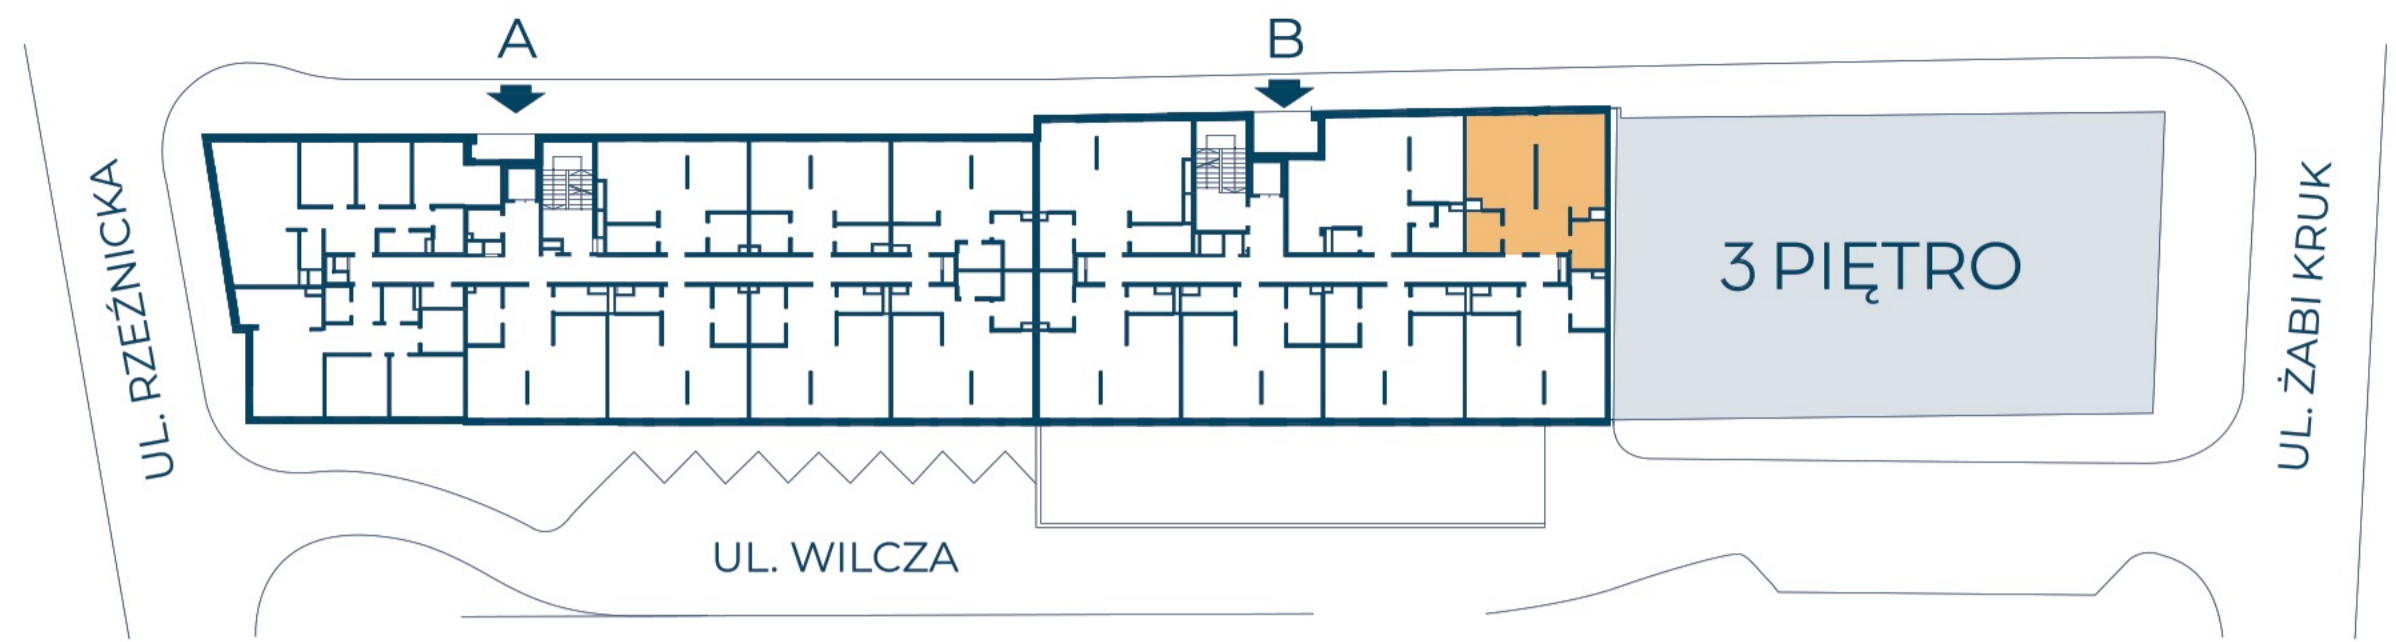 A
B
UL. RZEŹNICKA
3 PIĘTRO
UL. ŻABI KRUK
UL. WILCZA